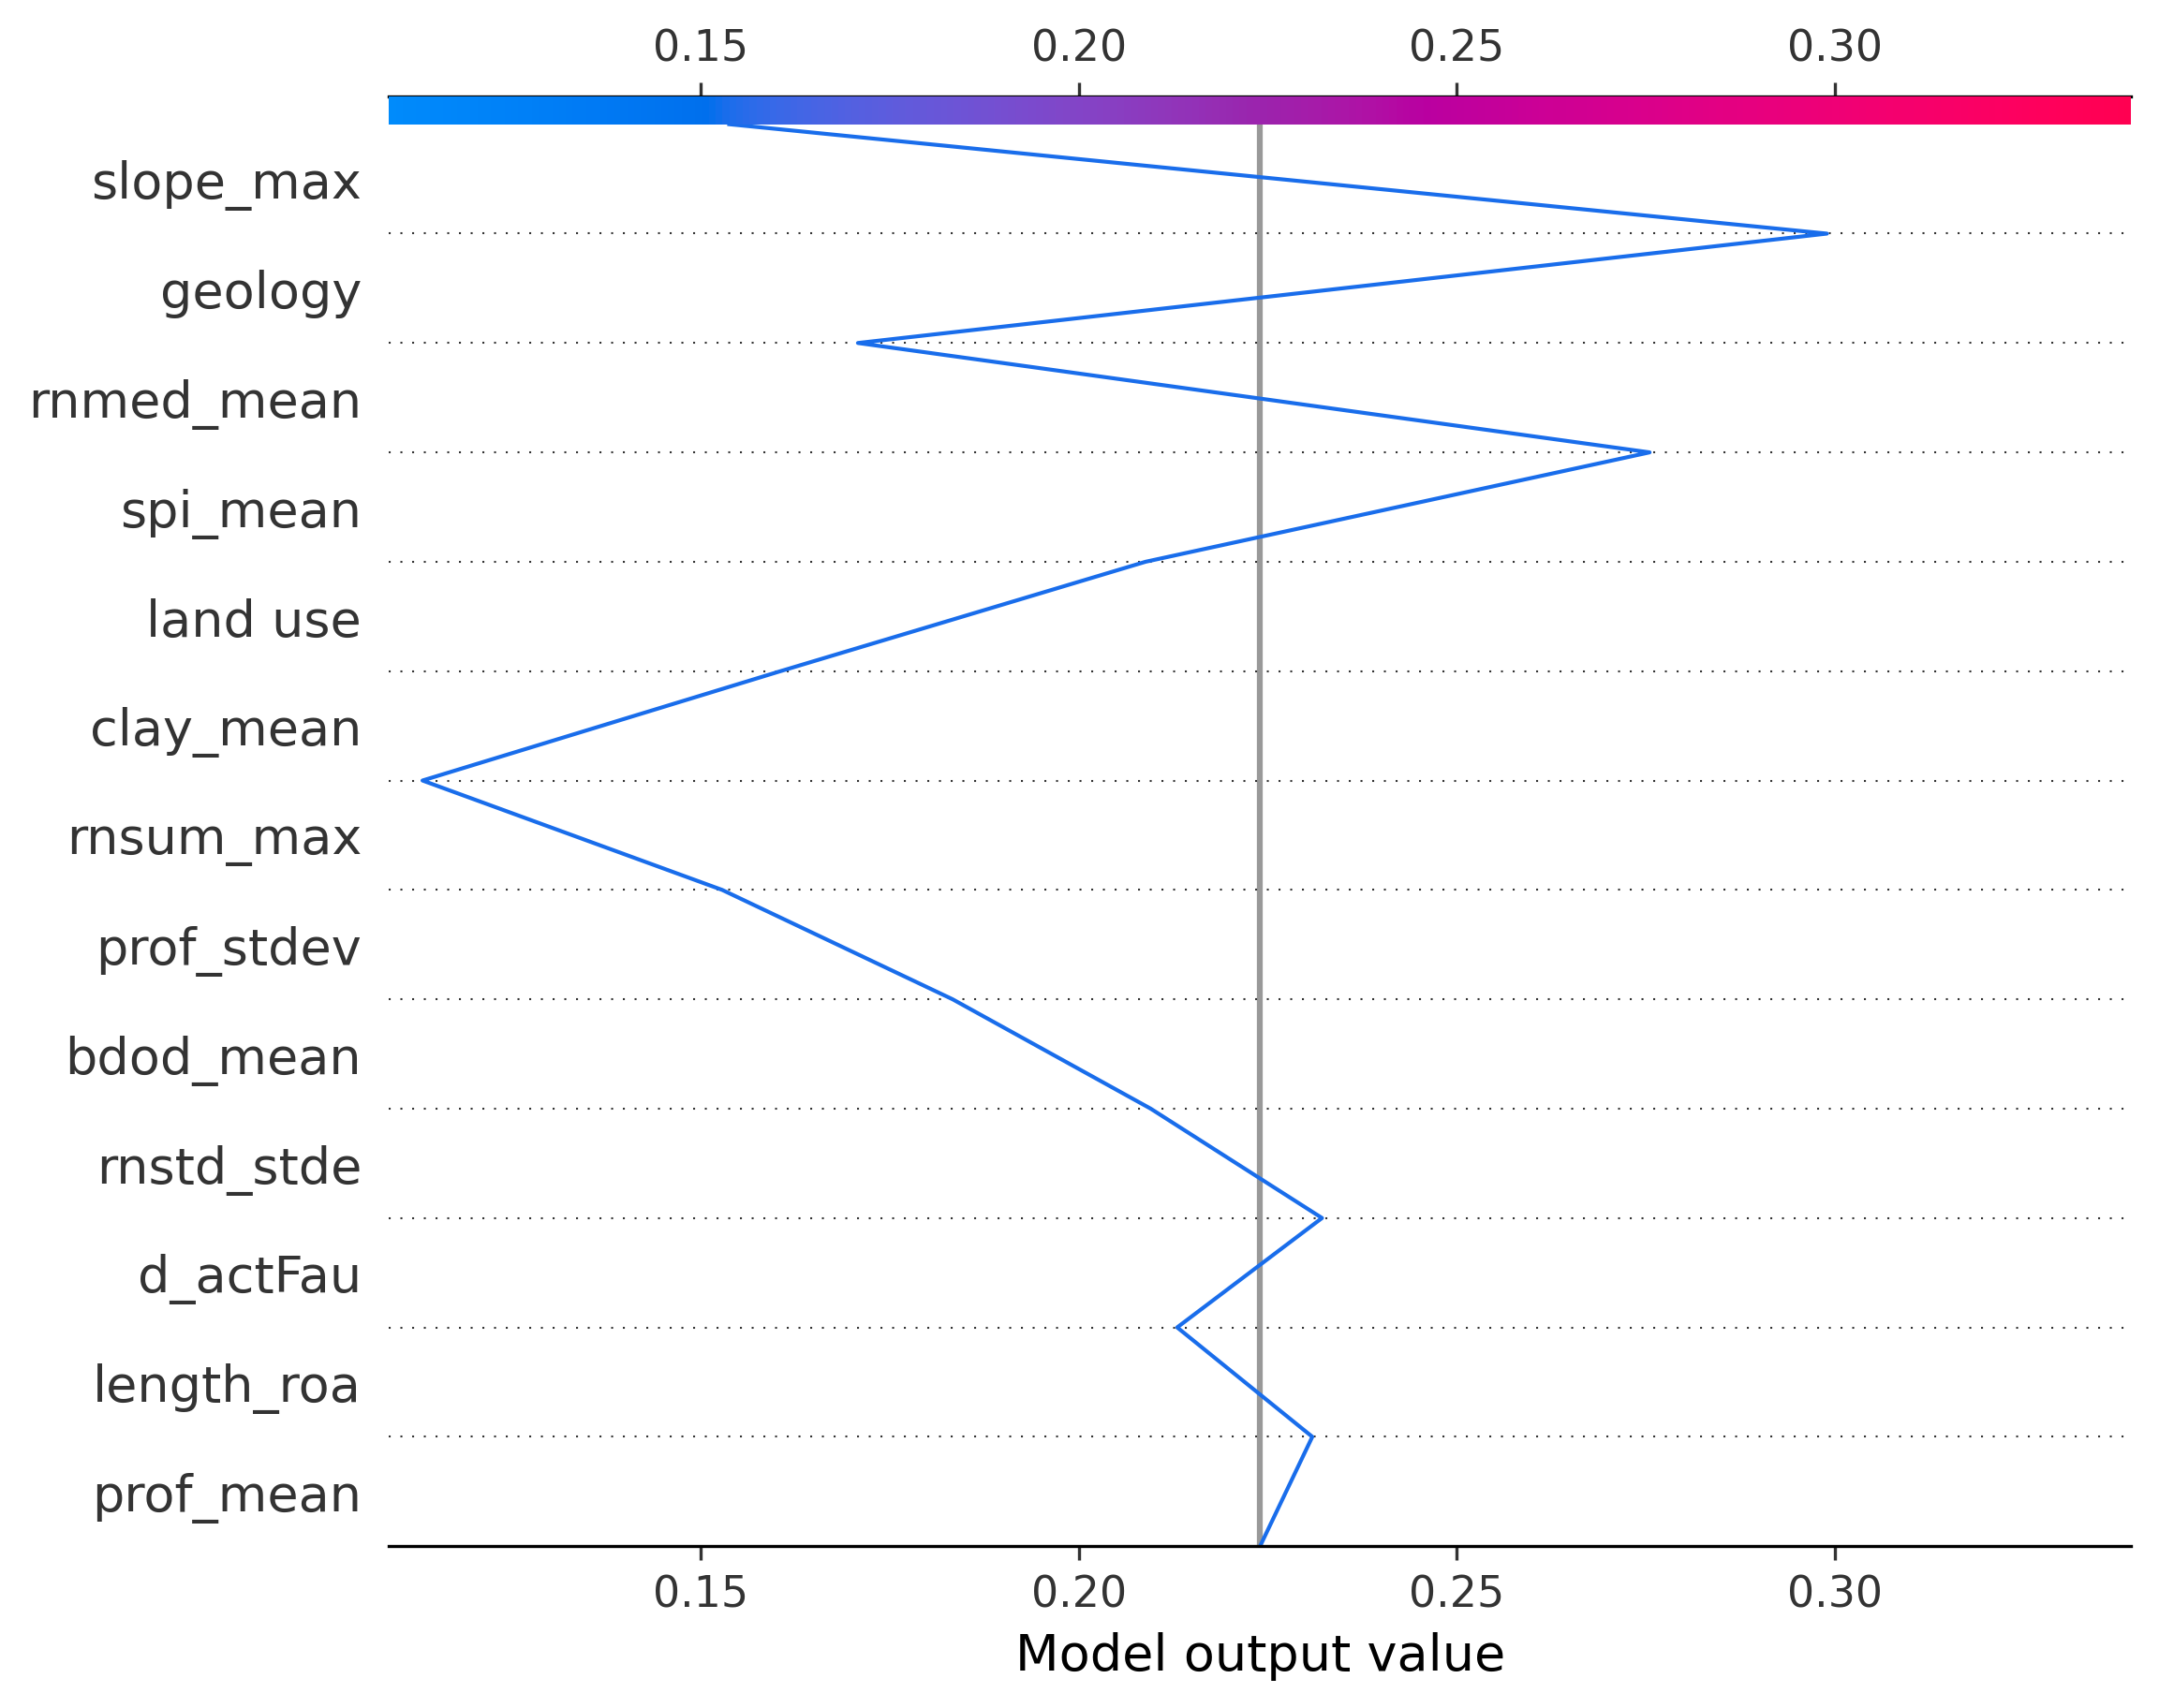 0.15 0.20 0.25 0.30
slope_max
geology
rnmed_mean
spi_mean
land use
clay_mean
rnsum_max
prof_stdev
bdod_mean
rnstd_stde
d_actFau
length_roa
prof_mean
0.15 0.20 0.25 0.30
Model output value